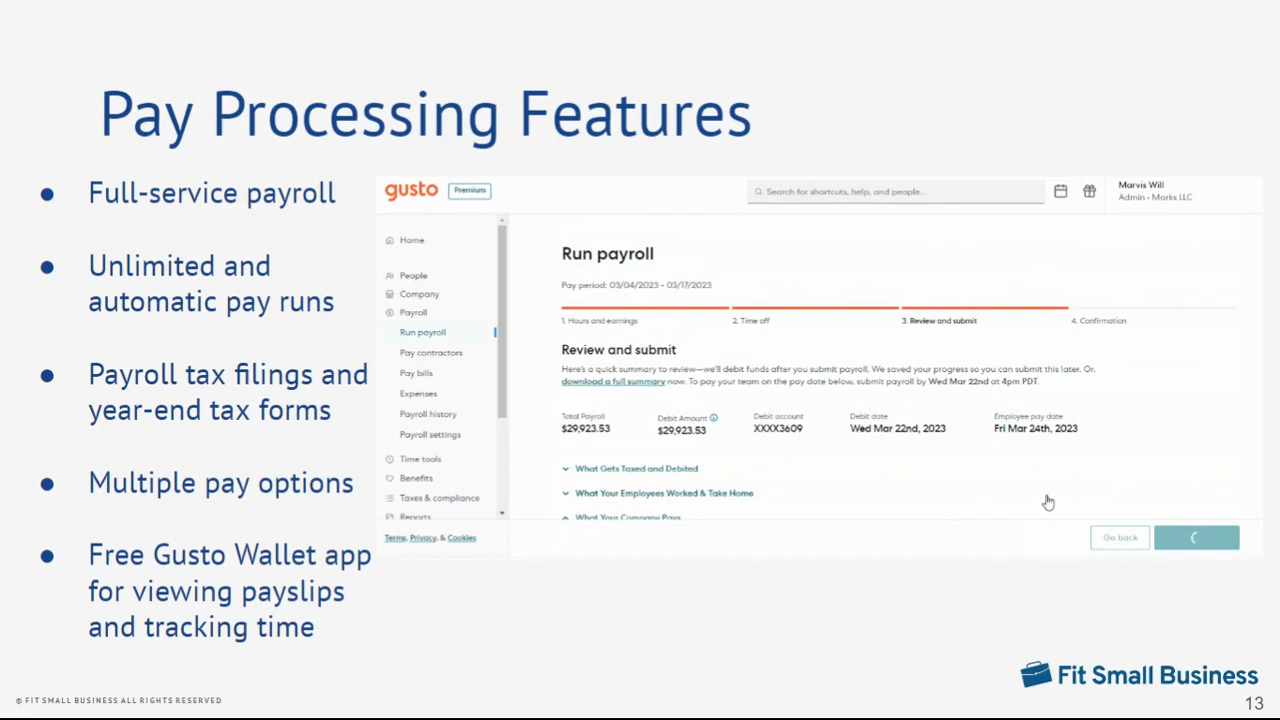 Pay Processing Features
● Full-service payroll
● Unlimited and
automatic pay runs
● Payroll tax filings and
year-end tax forms
● Multiple pay options
● Free Gusto Wallet app
for viewing payslips
and tracking time
gusto Premium
Search for shortcuts, help, and people...
Marvis Will
Admin - Marks LLC
Home
People
Company
Payroll
Run payroll
Pay contractors
Pay bills
Expenses
Payroll history
Payroll settings
Time tools
Benefits
Taxes & compliance
Reports
Terms, Privacy, & Cookies
Run payroll
Pay period: 03/04/2023 - 03/17/2023
1. Hours and earnings 2. Time off 3. Review and submit 4. Confirmation
Review and submit
Here's a quick summary to review—we'll debit funds after you submit payroll. We saved your progress so you can submit this later. Or,
download a full summary now. To pay your team on the pay date below, submit payroll by Wed Mar 22nd at 4pm PDT.
Total Payroll Debit Amount Debit account Debit date Employee pay date
$29,923.53 $29,923.53 XXXX3609 Wed Mar 22nd, 2023 Fri Mar 24th, 2023
What Gets Taxed and Debited
What Your Employees Worked & Take Home
What Your Company Pays
Go back
Fit Small Business
© FIT SMALL BUSINESS ALL RIGHTS RESERVED
13